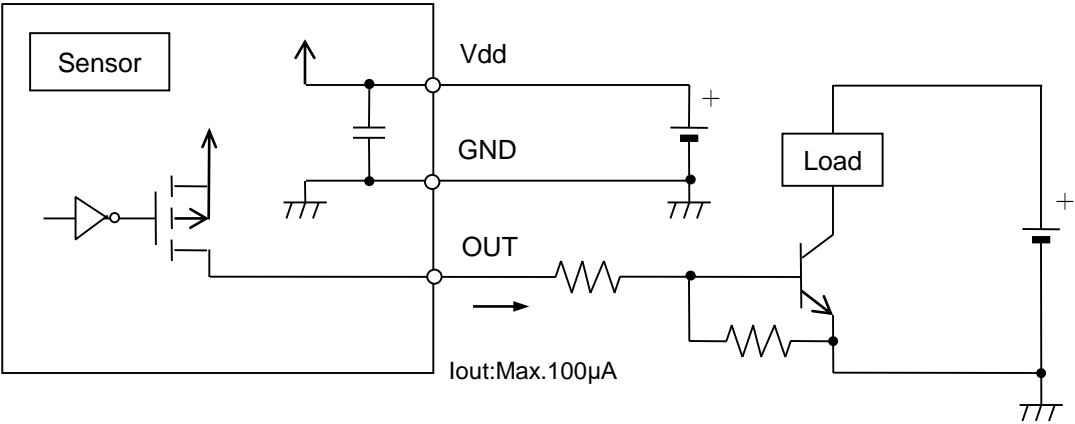 Sensor
Vdd
+
GND
Load
+
OUT
Iout:Max.100µA